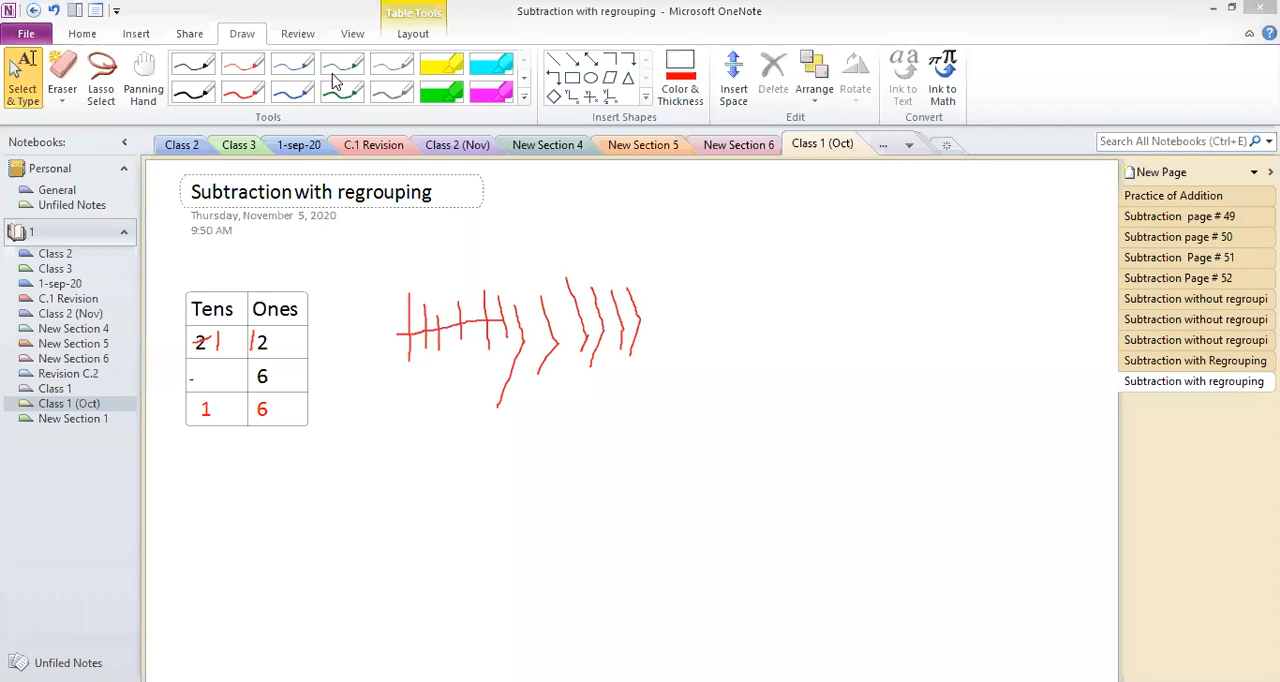 Table Tools
Subtraction with regrouping - Microsoft OneNote
File Home Insert Share Draw Review View Layout
Select & Type
Eraser
Lasso Select
Panning Hand
Tools
Insert Shapes
Color & Thickness
Insert Space
Delete
Arrange
Rotate
Edit
Ink to Text
Ink to Math
Convert
Notebooks:
Class 2 Class 3 1-sep-20 C.1 Revision Class 2 (Nov) New Section 4 New Section 5 New Section 6 Class 1 (Oct) ...
Search All Notebooks (Ctrl+E)
Personal
General
Unfiled Notes
1
Class 2
Class 3
1-sep-20
C.1 Revision
Class 2 (Nov)
New Section 4
New Section 5
New Section 6
Revision C.2
Class 1
Class 1 (Oct)
New Section 1
Unfiled Notes
Subtraction with regrouping
Thursday, November 5, 2020
9:50 AM
Tens Ones
2 1 12
- 6
1 6
New Page
Practice of Addition
Subtraction page # 49
Subtraction page # 50
Subtraction Page # 51
Subtraction Page # 52
Subtraction without regroupi
Subtraction without regroupi
Subtraction without regroupi
Subtraction with Regrouping
Subtraction with regrouping